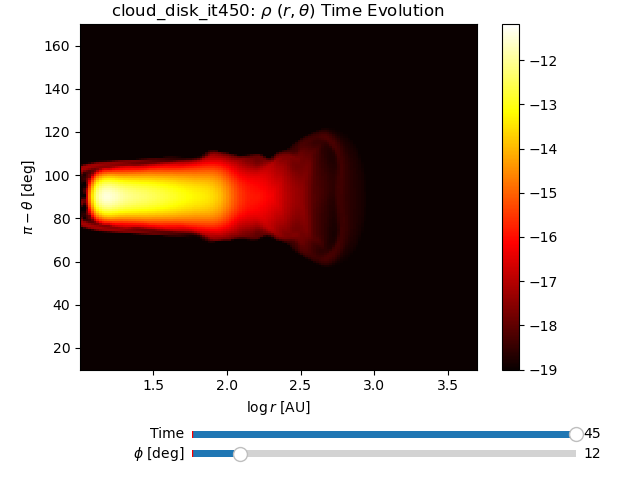 cloud_disk_it450: ρ (r, θ) Time Evolution
π − θ [deg]
160
140
120
100
80
60
40
20
1.5 2.0 2.5 3.0 3.5
log r [AU]
−12
−13
−14
−15
−16
−17
−18
−19
Time 45
ϕ [deg] 12